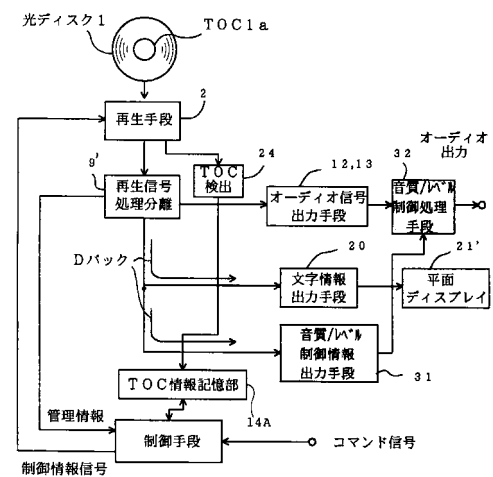 光ディスク1
TOC1a
再生手段
2
9'
再生信号
処理分離
TOC
検出
24
12,13
オーディオ信号
出力手段
32
音質/レベル
制御処理
手段
オーディオ
出力
Dパック
20
文字情報
出力手段
21'
平面
ディスプレイ
音質/レベル
制御情報
出力手段
31
TOC情報記憶部
14A
管理情報
制御手段
コマンド信号
制御情報信号